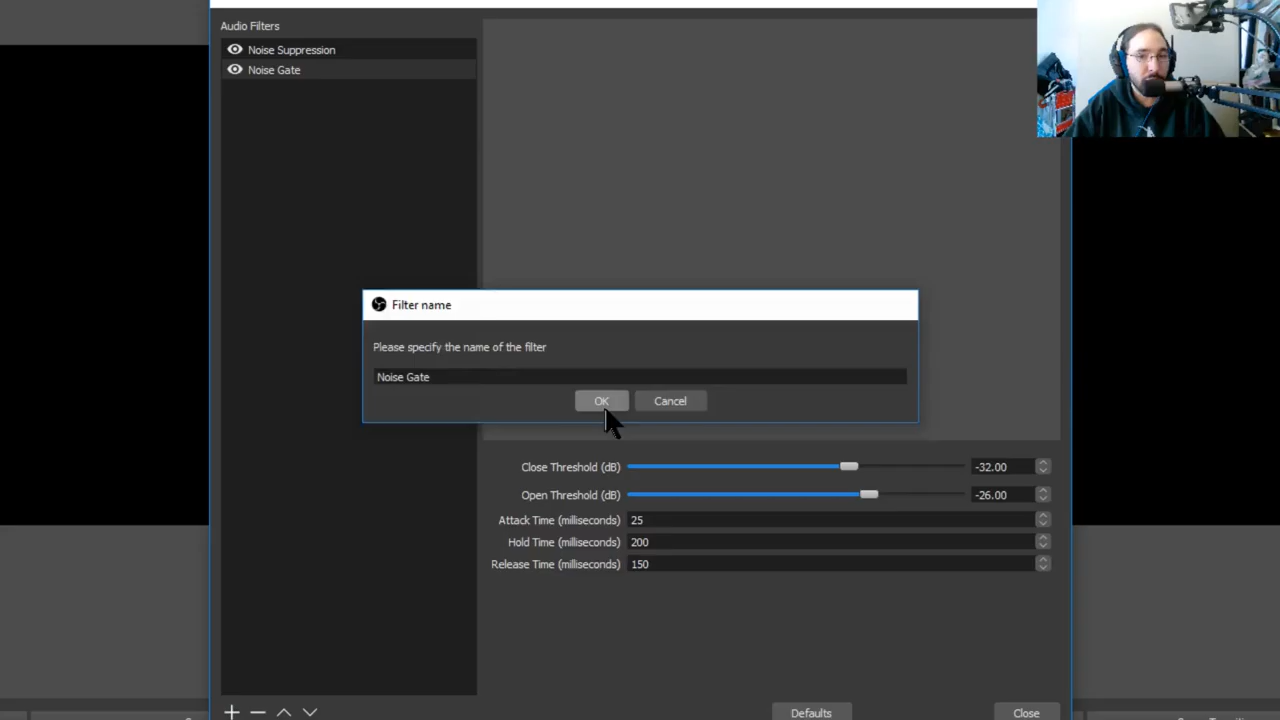 Audio Filters
Noise Suppression
Noise Gate
Filter name
Please specify the name of the filter
Noise Gate
OK
Cancel
Close Threshold (dB)
-32.00
Open Threshold (dB)
-26.00
Attack Time (milliseconds)
25
Hold Time (milliseconds)
200
Release Time (milliseconds)
150
Defaults
Close